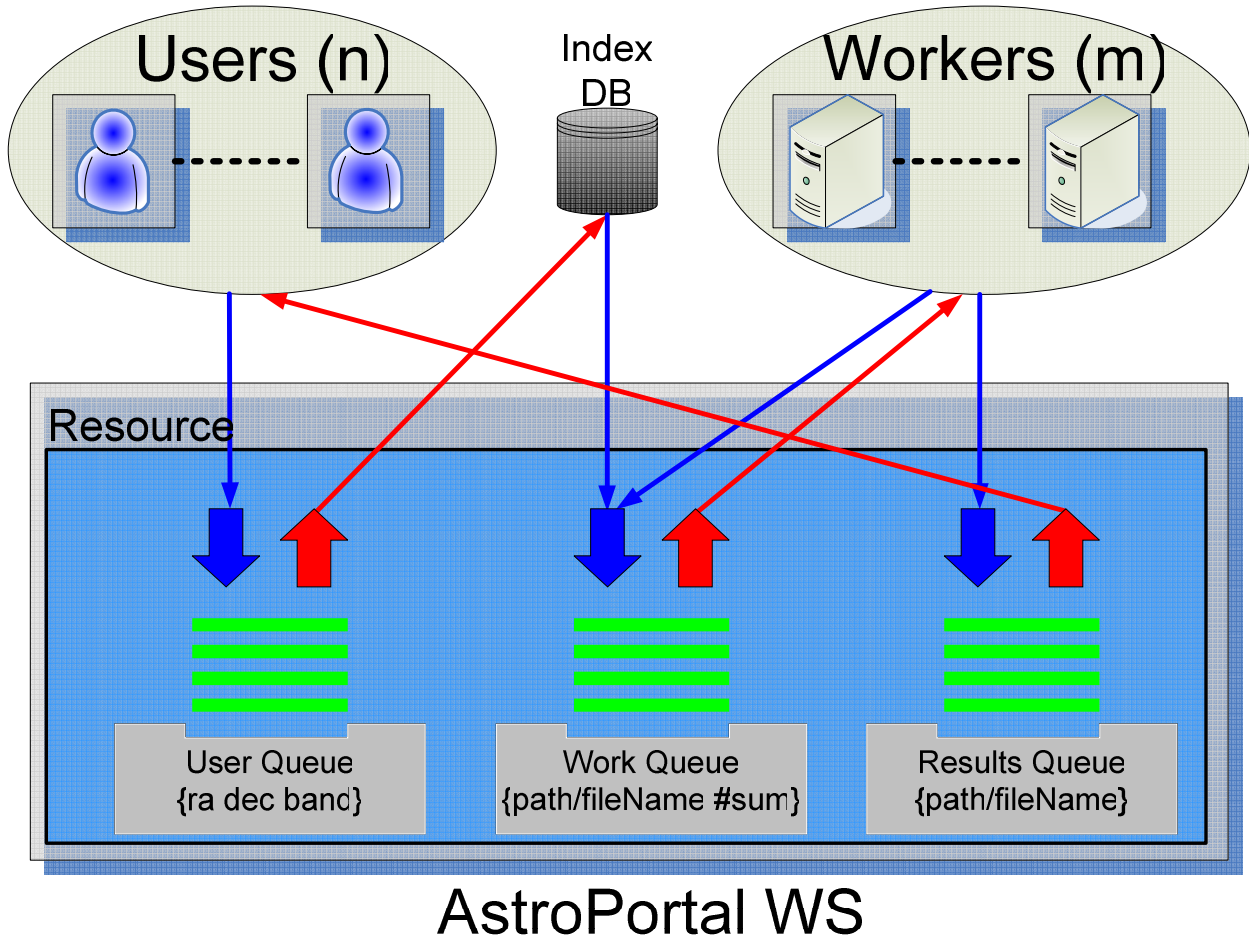 Users (n)
Index
DB
Workers (m)
Resource
User Queue
{ra dec band}
Work Queue
{path/fileName #sum}
Results Queue
{path/fileName}
AstroPortal WS